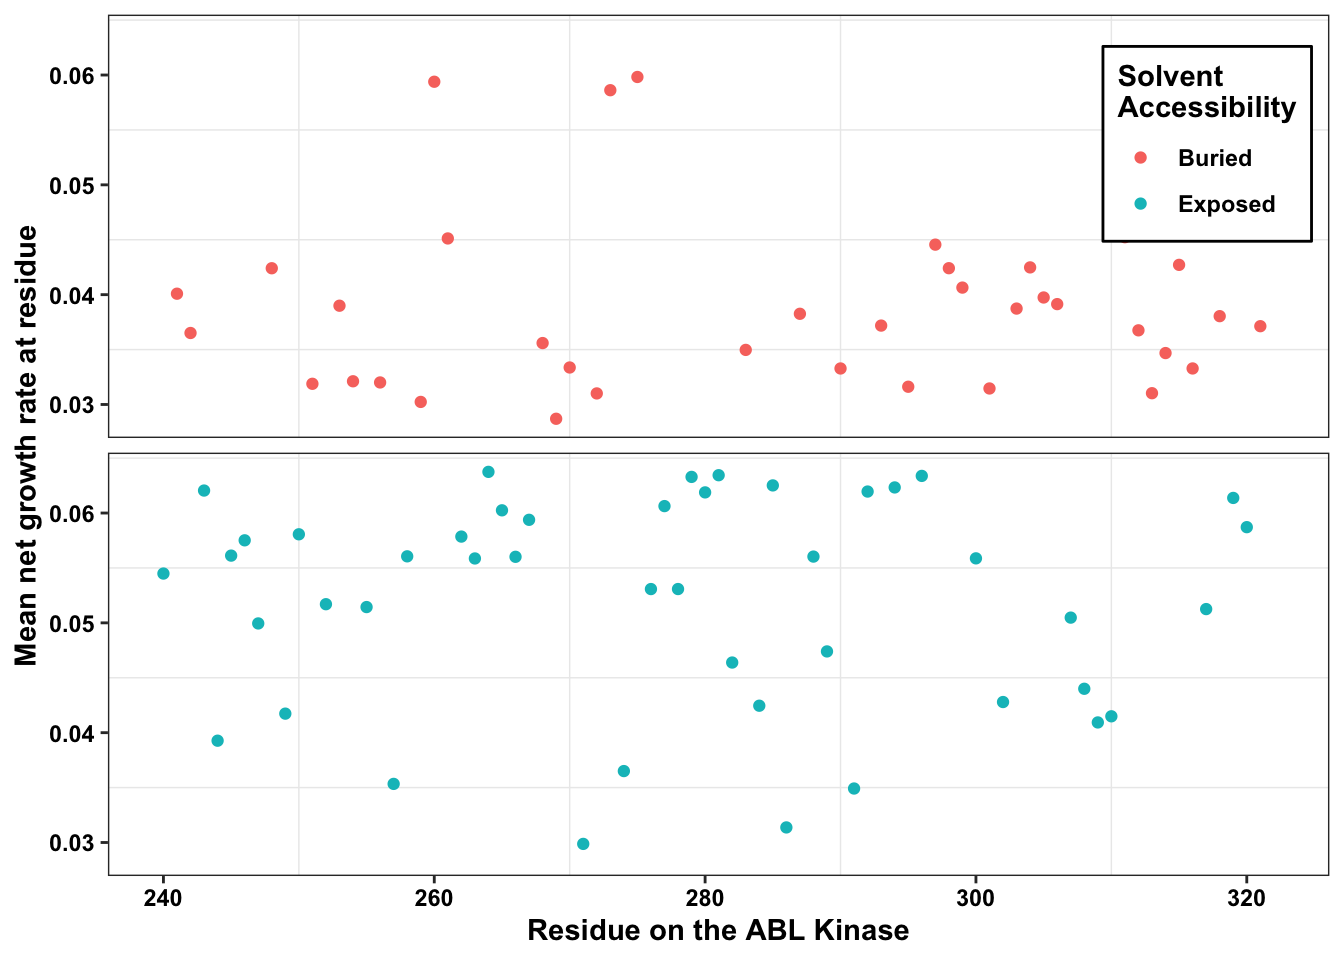 0.06
0.05
0.04
0.03
Solvent
Accessibility
Buried
Exposed
Mean net growth rate at residue
0.06
0.05
0.04
0.03
240
260
280
300
320
Residue on the ABL Kinase